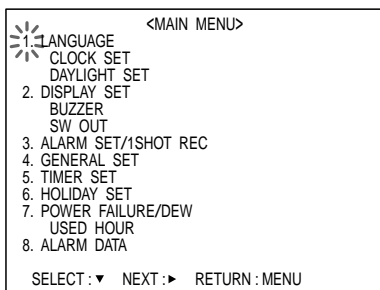 <MAIN MENU>
1. LANGUAGE
CLOCK SET
DAYLIGHT SET
2. DISPLAY SET
BUZZER
SW OUT
3. ALARM SET/1SHOT REC
4. GENERAL SET
5. TIMER SET
6. HOLIDAY SET
7. POWER FAILURE/DEW
USED HOUR
8. ALARM DATA
SELECT : ▼ NEXT : ► RETURN : MENU